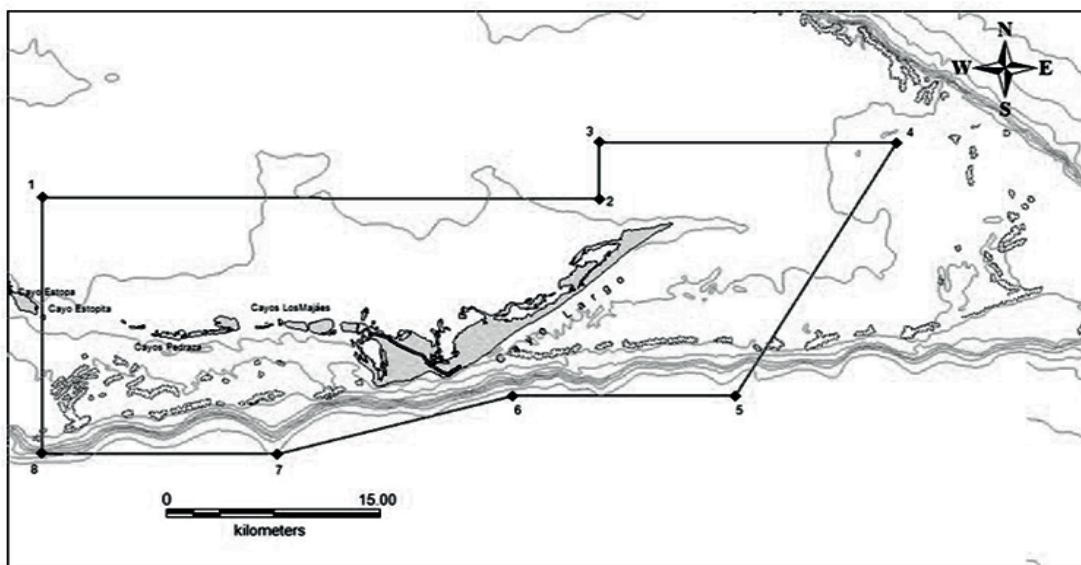 N
W E
S
3
4
1
2
Cayo Estopa
Cayo Estopita
Cayos LosMajáes
Cayos Pedraza
Cayo Largo
6
5
8
7
0 15.00
kilometers